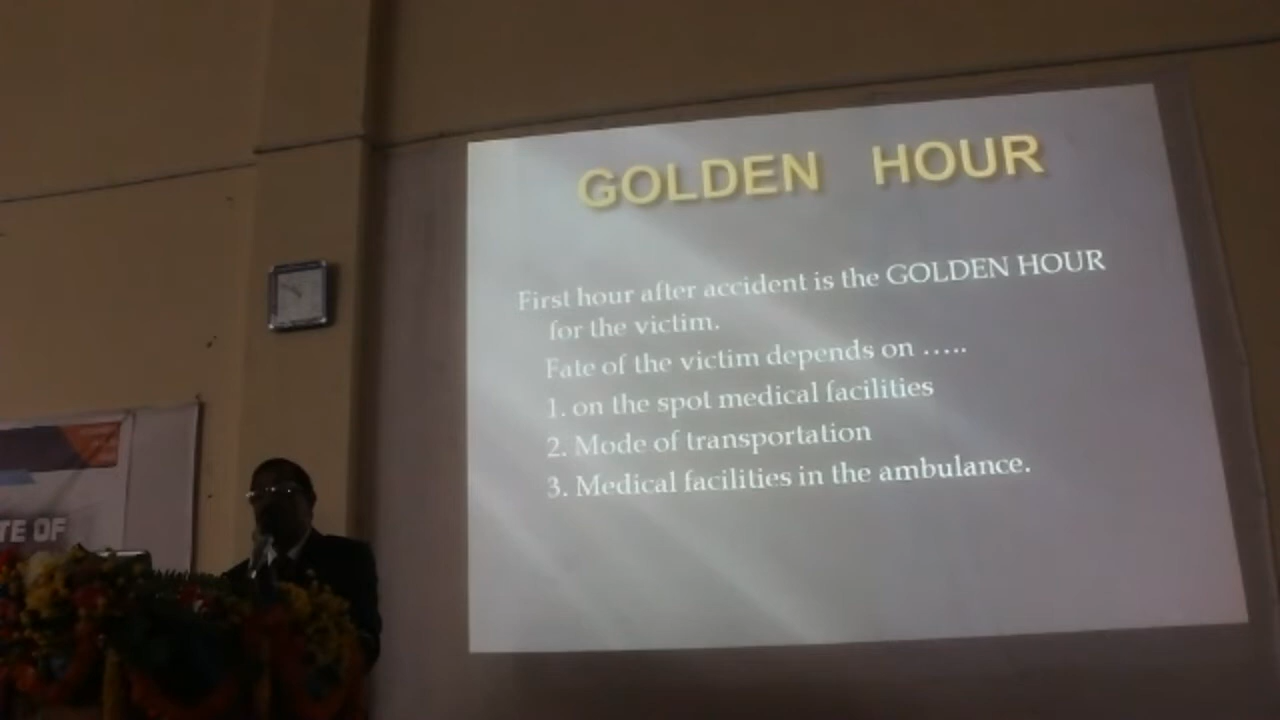 GOLDEN HOUR
First hour after accident is the GOLDEN HOUR
for the victim.
Fate of the victim depends on .....
1. on the spot medical facilities
2. Mode of transportation
3. Medical facilities in the ambulance.
TE OF